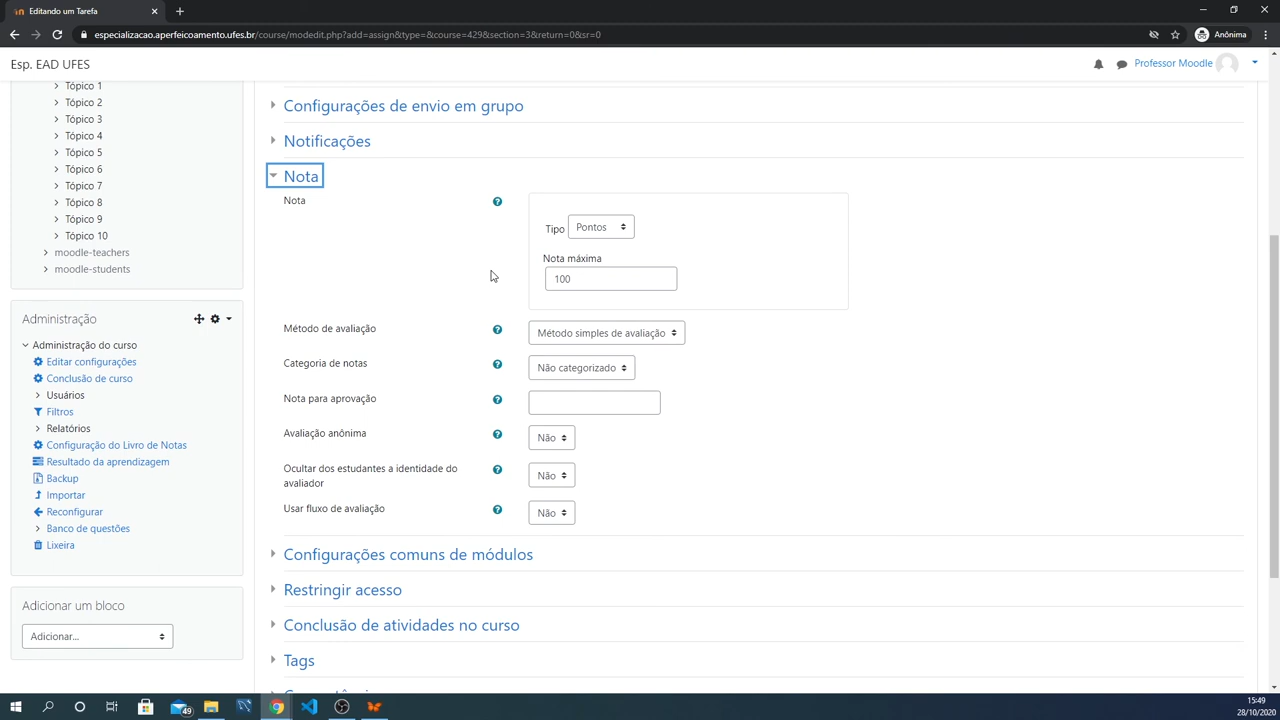 Editando um Tarefa
especializacao.aperfeicoamento.ufes.br/course/modedit.php?add=assign&type=&course=429&section=3&return=0&sr=0
Anônima
Esp. EAD UFES
Professor Moodle
Tópico 1
Tópico 2
Tópico 3
Tópico 4
Tópico 5
Tópico 6
Tópico 7
Tópico 8
Tópico 9
Tópico 10
moodle-teachers
moodle-students
Administração
Administração do curso
Editar configurações
Conclusão de curso
Usuários
Filtros
Relatórios
Configuração do Livro de Notas
Resultado da aprendizagem
Backup
Importar
Reconfigurar
Banco de questões
Lixeira
Adicionar um bloco
Adicionar...
Configurações de envio em grupo
Notificações
Nota
Nota
Tipo Pontos
Nota máxima
100
Método de avaliação
Método simples de avaliação
Categoria de notas
Não categorizado
Nota para aprovação
Avaliação anônima
Não
Ocultar dos estudantes a identidade do
avaliador
Não
Usar fluxo de avaliação
Não
Configurações comuns de módulos
Restringir acesso
Conclusão de atividades no curso
Tags
49
15:49
28/10/2020